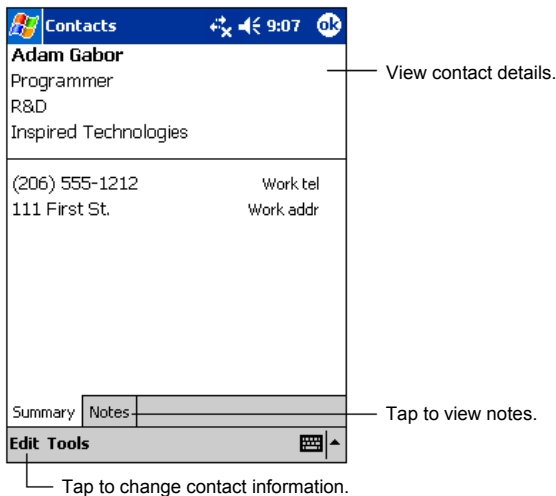 Contacts 9:07 ok
Adam Gabor
Programmer
R&D
Inspired Technologies
View contact details.
(206) 555-1212 Work tel
111 First St. Work addr
Summary Notes
Tap to view notes.
Edit Tools
Tap to change contact information.